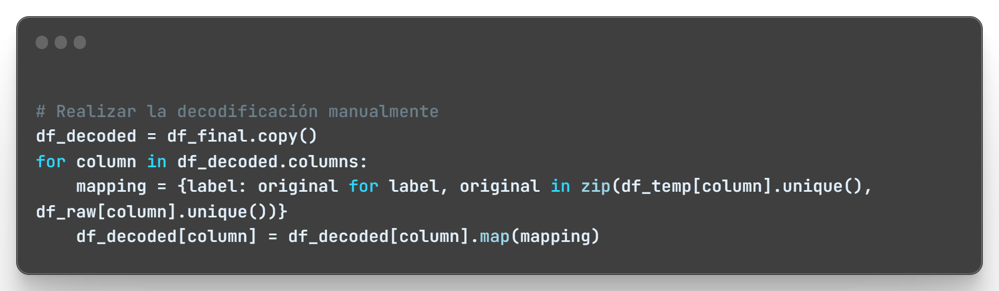 # Realizar la decodificación manualmente
df_decoded = df_final.copy()
for column in df_decoded.columns:
    mapping = {label: original for label, original in zip(df_temp[column].unique(),
df_raw[column].unique())}
    df_decoded[column] = df_decoded[column].map(mapping)